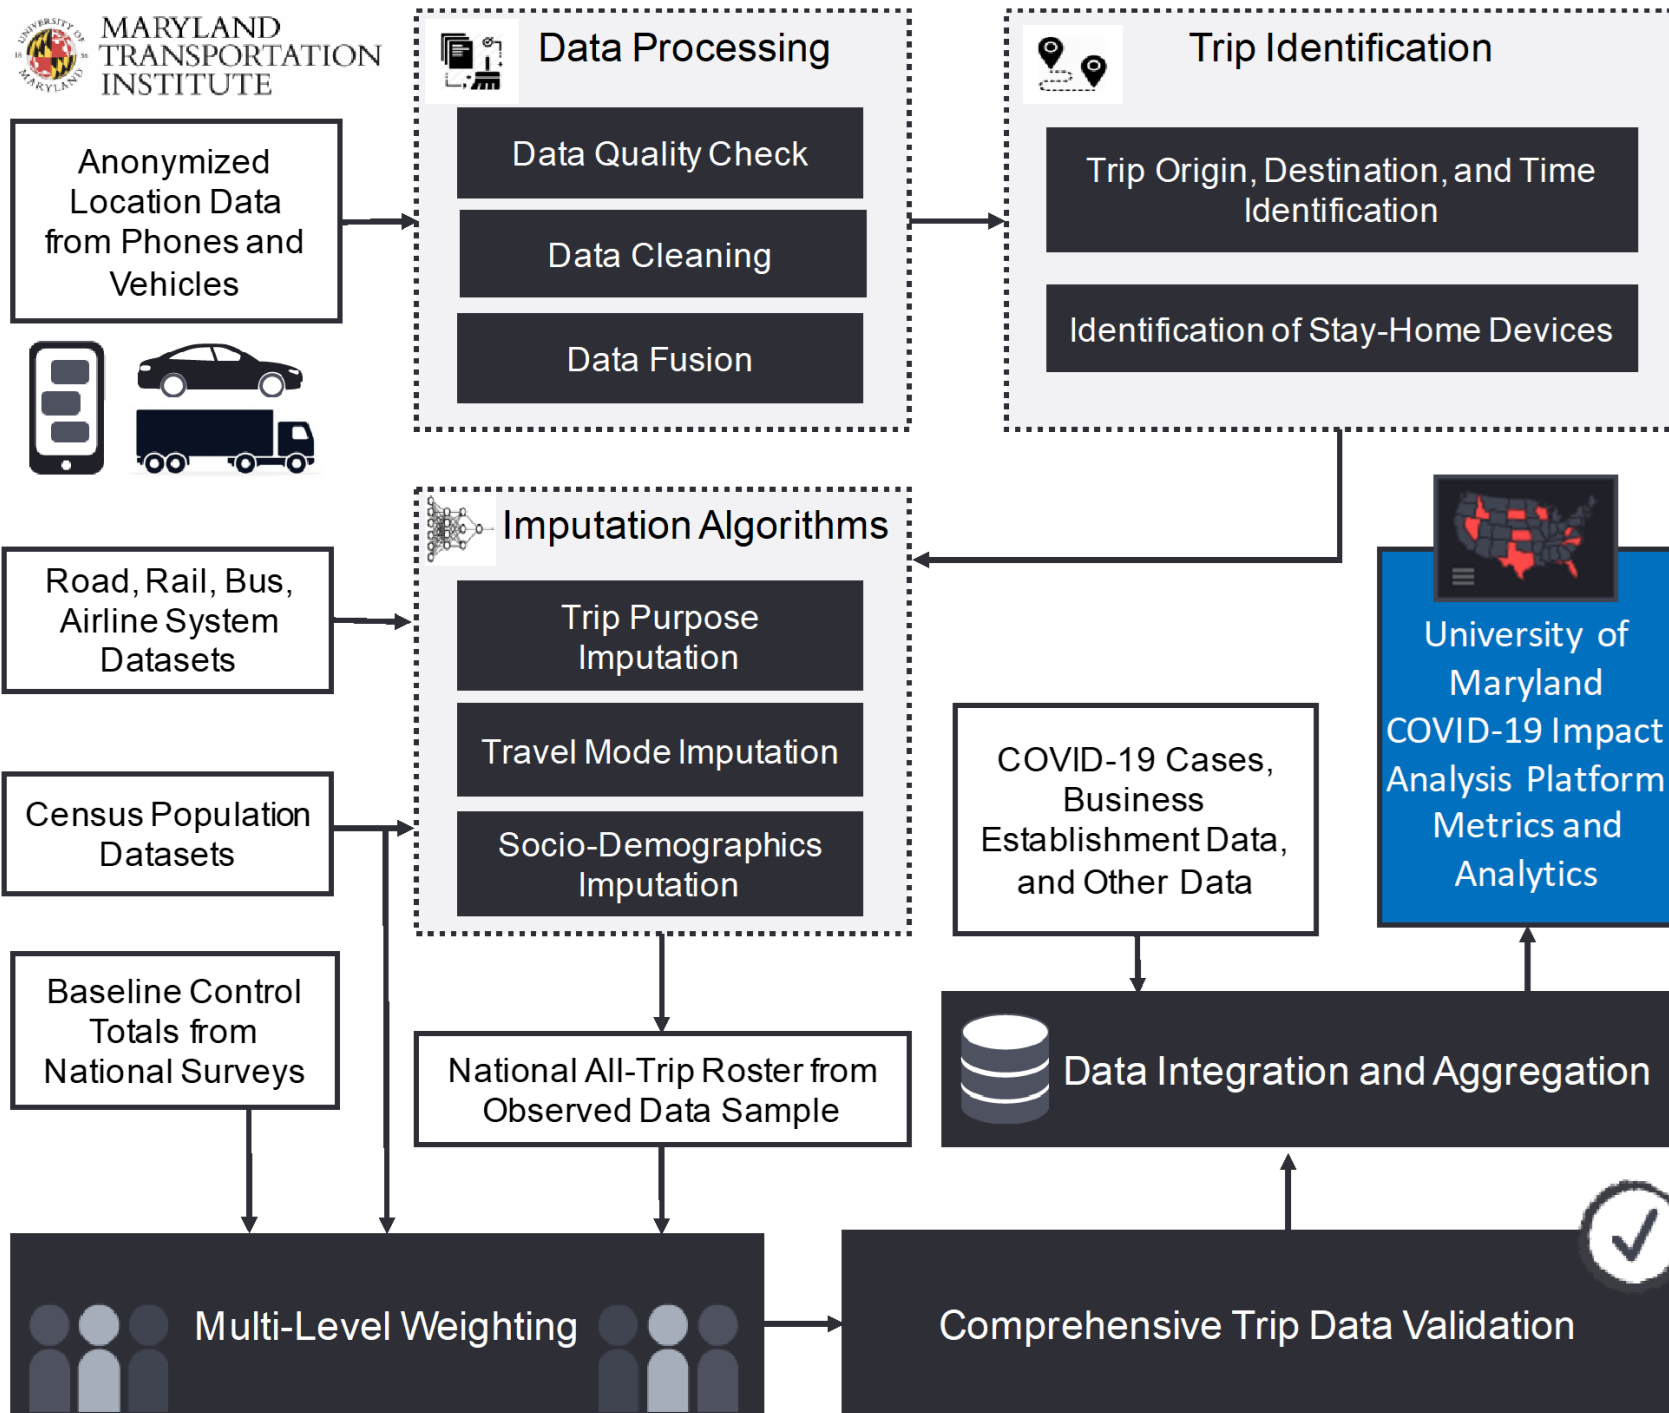 UNIVERSITY OF
18 56
MARYLAND
MARYLAND
TRANSPORTATION
INSTITUTE
Anonymized
Location Data
from Phones and
Vehicles
Data Processing
Data Quality Check
Data Cleaning
Data Fusion
Trip Identification
Trip Origin, Destination, and Time
Identification
Identification of Stay-Home Devices
Road, Rail, Bus,
Airline System
Datasets
Census Population
Datasets
Baseline Control
Totals from
National Surveys
Imputation Algorithms
Trip Purpose
Imputation
Travel Mode Imputation
Socio-Demographics
Imputation
National All-Trip Roster from
Observed Data Sample
COVID-19 Cases,
Business
Establishment Data,
and Other Data
University of
Maryland
COVID-19 Impact
Analysis Platform
Metrics and
Analytics
Data Integration and Aggregation
Multi-Level Weighting
Comprehensive Trip Data Validation